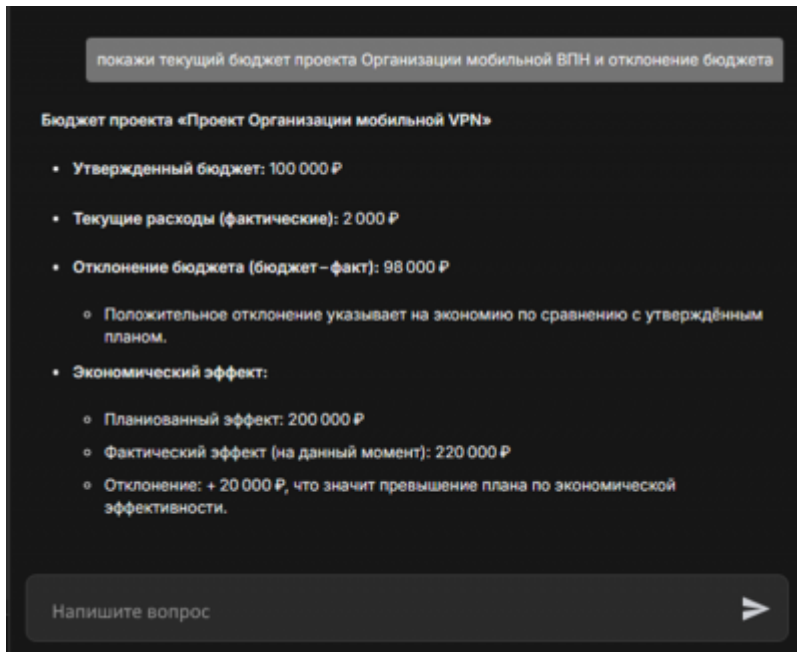 покажи текущий бюджет проекта Организации мобильной ВПН и отклонение бюджета
Бюджет проекта «Проект Организации мобильной VPN»
• Утвержденный бюджет: 100 000 ₽
• Текущие расходы (фактические): 2 000 ₽
• Отклонение бюджета (бюджет–факт): 98 000 ₽
◦ Положительное отклонение указывает на экономию по сравнению с утверждённым
планом.
• Экономический эффект:
◦ Планиованный эффект: 200 000 ₽
◦ Фактический эффект (на данный момент): 220 000 ₽
◦ Отклонение: + 20 000 ₽, что значит превышение плана по экономической
эффективности.
Напишите вопрос